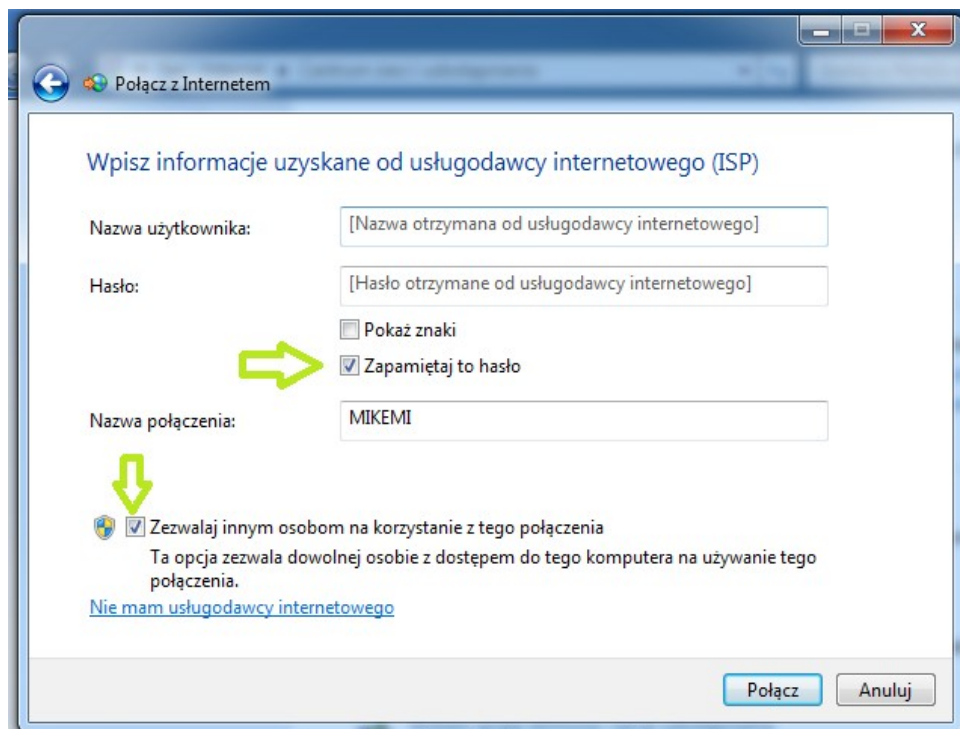 Połącz z Internetem
Wpisz informacje uzyskane od usługodawcy internetowego (ISP)
Nazwa użytkownika:
[Nazwa otrzymana od usługodawcy internetowego]
Hasło:
[Hasło otrzymane od usługodawcy internetowego]
Pokaż znaki
Zapamiętaj to hasło
Nazwa połączenia:
MIKEMI
Zezwalaj innym osobom na korzystanie z tego połączenia
Ta opcja zezwala dowolnej osobie z dostępem do tego komputera na używanie tego
połączenia.
Nie mam usługodawcy internetowego
Połącz
Anuluj